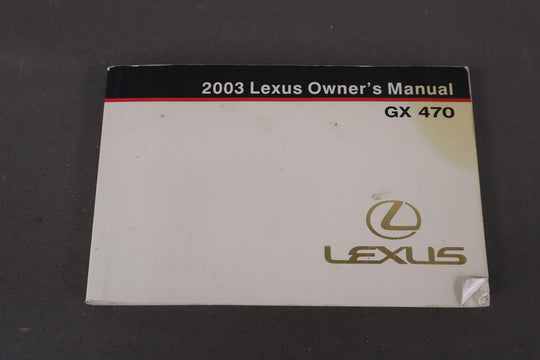 2003 Lexus Owner's Manual
GX 470
LEXUS